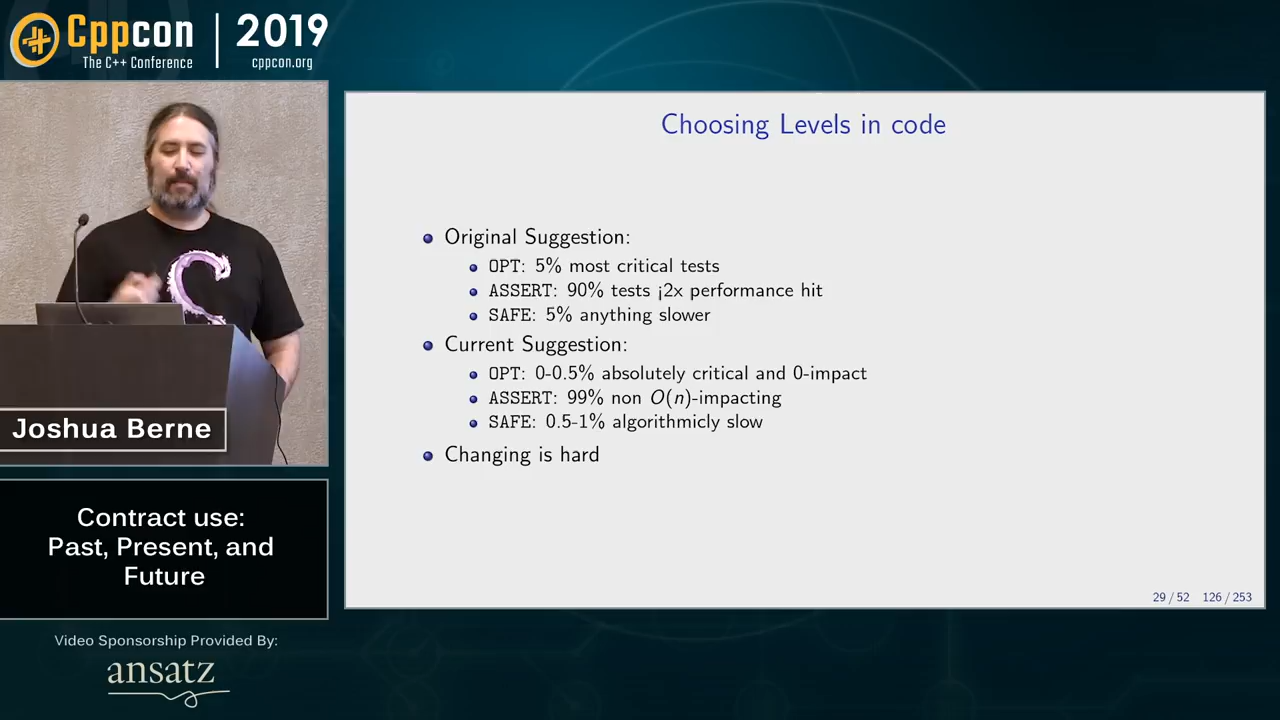 Cppcon
The C++ Conference
2019
cppcon.org
Choosing Levels in code
Original Suggestion:
OPT: 5% most critical tests
ASSERT: 90% tests ¡2x performance hit
SAFE: 5% anything slower
Current Suggestion:
OPT: 0-0.5% absolutely critical and 0-impact
ASSERT: 99% non O(n)-impacting
SAFE: 0.5-1% algorithmicly slow
Changing is hard
29 / 52 126 / 253
Joshua Berne
Contract use:
Past, Present, and
Future
Video Sponsorship Provided By:
ansatz